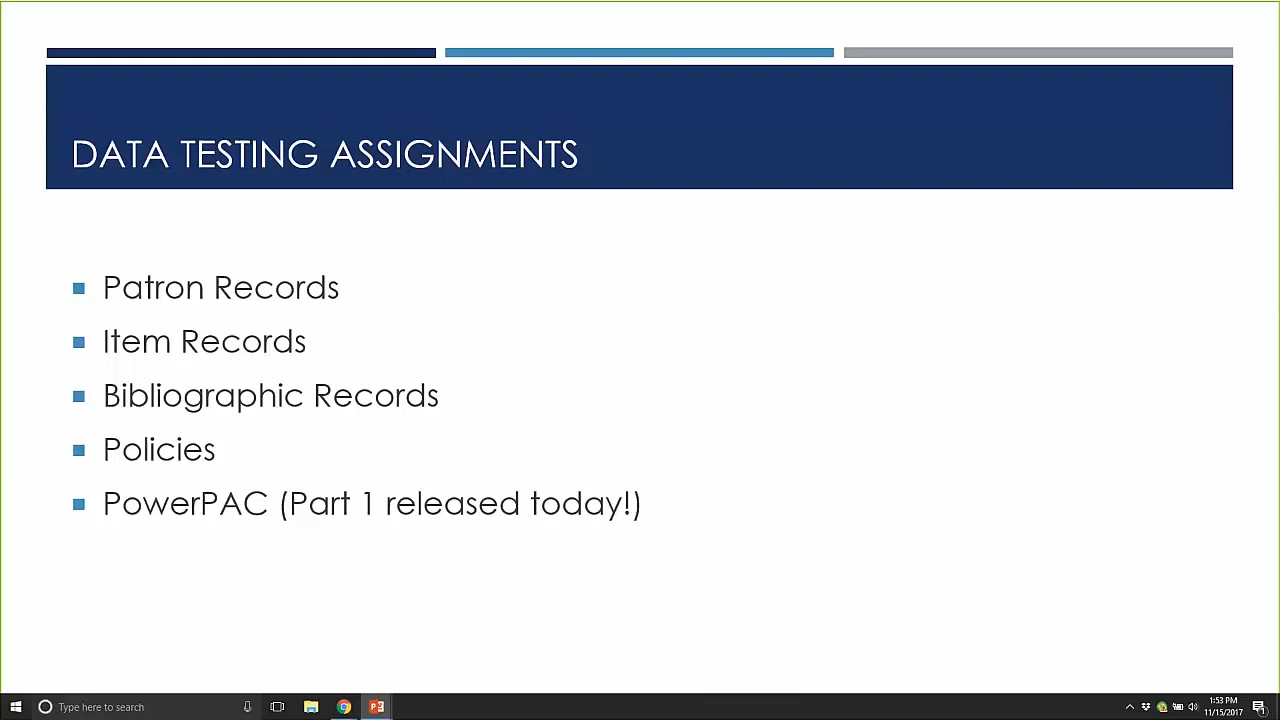 DATA TESTING ASSIGNMENTS
Patron Records
Item Records
Bibliographic Records
Policies
PowerPAC (Part 1 released today!)
Type here to search
1:53 PM
11/15/2017